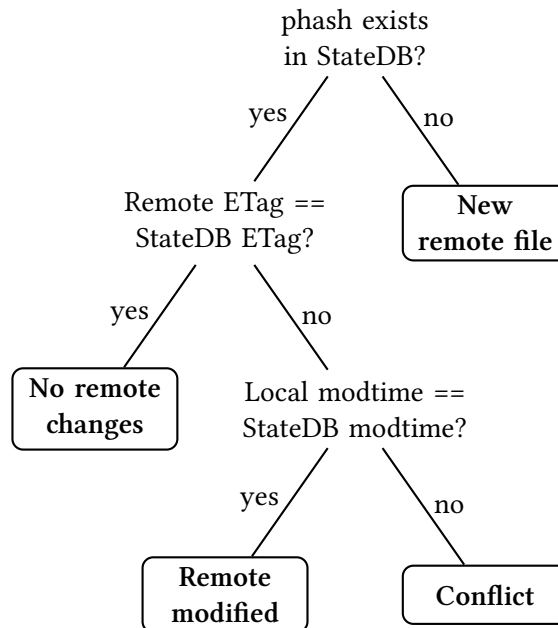 phash exists
in StateDB?
yes
no
Remote ETag ==
StateDB ETag?
New
remote file
yes
no
No remote
changes
Local modtime ==
StateDB modtime?
yes
no
Remote
modified
Conflict